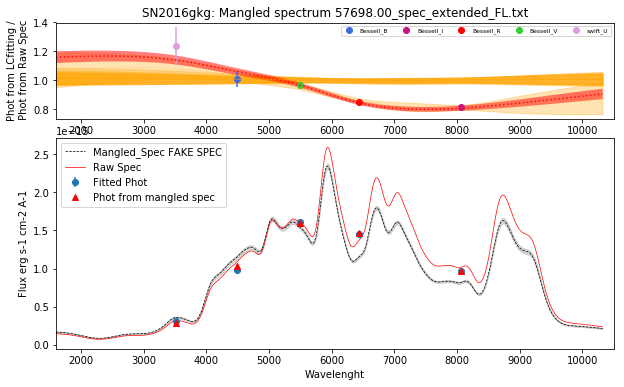 SN2016gkg: Mangled spectrum 57698.00_spec_extended_FL.txt
Phot from LCfitting /
Phot from Raw Spec
1.4
1.2
1.0
0.8
Bessell_B
Bessell_I
Bessell_R
Bessell_V
swift_U
2000 3000 4000 5000 6000 7000 8000 9000 10000
Flux erg s-1 cm-2 A-1
2.5
2.0
1.5
1.0
0.5
0.0
Mangled_Spec FAKE SPEC
Raw Spec
Fitted Phot
Phot from mangled spec
2000 3000 4000 5000 6000 7000 8000 9000 10000
Wavelenght